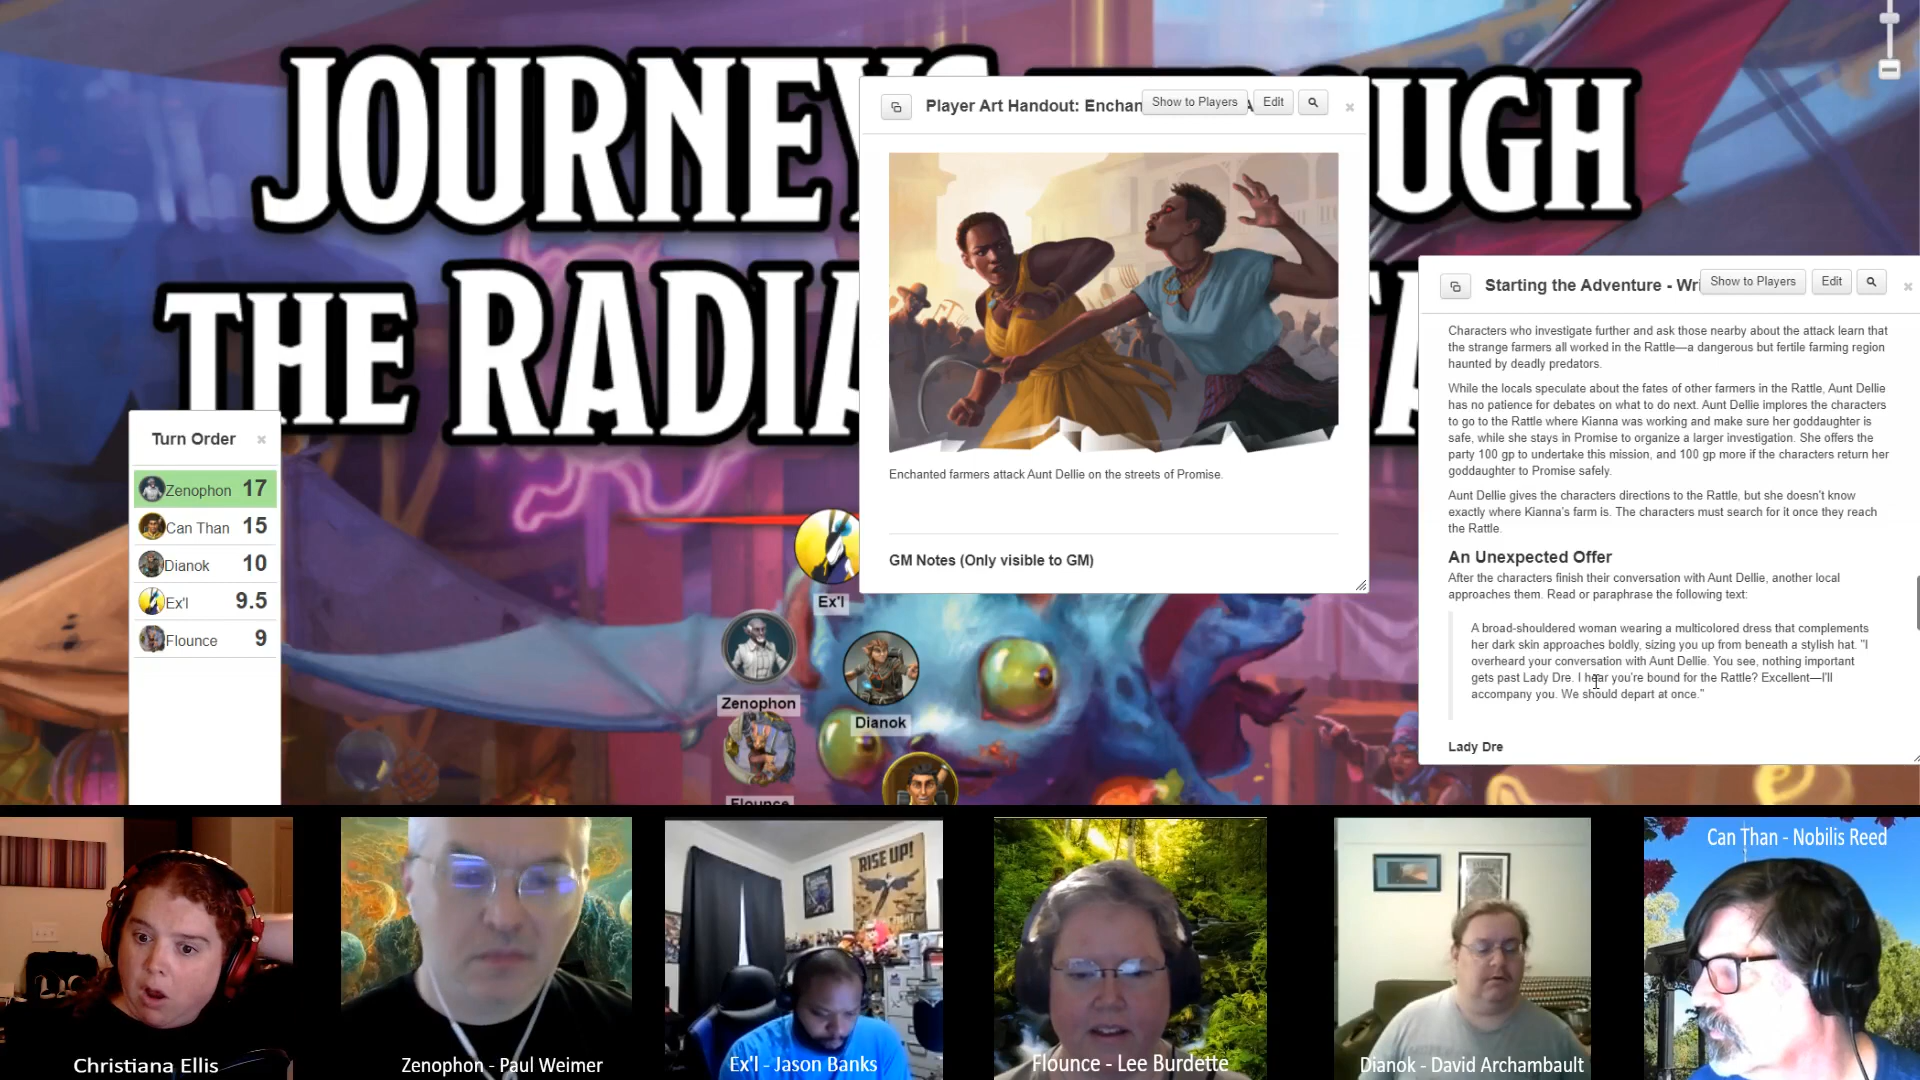 JOURNEYS
UGH
THE RADIA
Player Art Handout: Enchan
Show to Players
Edit
Enchanted farmers attack Aunt Dellie on the streets of Promise.
GM Notes (Only visible to GM)
Starting the Adventure - Wri
Show to Players
Edit
Characters who investigate further and ask those nearby about the attack learn that
the strange farmers all worked in the Rattle—a dangerous but fertile farming region
haunted by deadly predators.
While the locals speculate about the fates of other farmers in the Rattle, Aunt Dellie
has no patience for debates on what to do next. Aunt Dellie implores the characters
to go to the Rattle where Kianna was working and make sure her goddaughter is
safe, while she stays in Promise to organize a larger investigation. She offers the
party 100 gp to undertake this mission, and 100 gp more if the characters return her
goddaughter to Promise safely.
Aunt Dellie gives the characters directions to the Rattle, but she doesn't know
exactly where Kianna's farm is. The characters must search for it once they reach
the Rattle.
An Unexpected Offer
After the characters finish their conversation with Aunt Dellie, another local
approaches them. Read or paraphrase the following text:
A broad-shouldered woman wearing a multicolored dress that complements
her dark skin approaches boldly, sizing you up from beneath a stylish hat. "I
overheard your conversation with Aunt Dellie. You see, nothing important
gets past Lady Dre. I hear you're bound for the Rattle? Excellent—I'll
accompany you. We should depart at once."
Lady Dre
Turn Order
Zenophon 17
Can Than 15
Dianok 10
Ex'l 9.5
Flounce 9
Ex'l
Zenophon
Dianok
Flounce
RISE UP!
Christiana Ellis
Zenophon - Paul Weimer
Ex'l - Jason Banks
Flounce - Lee Burdette
Dianok - David Archambault
Can Than - Nobilis Reed